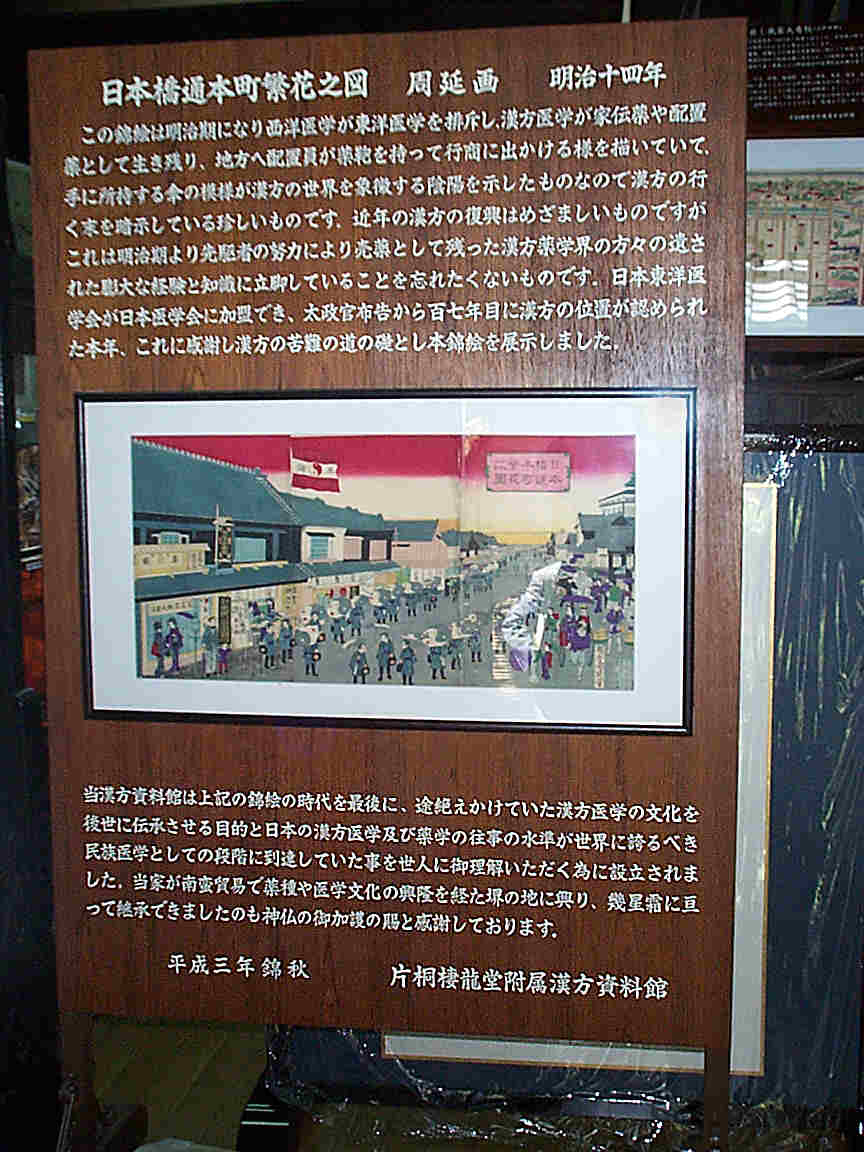 日本橋通本町繁花之図　周延画　明治十四年
この錦絵は明治期になり西洋医学が東洋医学を排斥し、漢方医学が家伝薬や配置
薬として生き残り、地方へ配置員が薬鞄を持って行商に出かける様を描いていて、
手に所持する傘の模様が漢方の世界を象徴する陰陽を示したものなので漢方の行
く末を暗示している珍しいものです。近年の漢方の復興はめざましいものですが
これは明治期より先駆者の努力により売薬として残った漢方薬学界の方々の遺さ
れた膨大な経験と知識に立脚していることを忘れたくないものです。日本東洋医
学会が日本医学会に加盟でき、太政官布告から百七年目に漢方の位置が認められ
た本年、これに感謝し漢方の苦難の道の礎とし本錦絵を展示しました。
当漢方資料館は上記の錦絵の時代を最後に、途絶えかけていた漢方医学の文化を
後世に伝承させる目的と日本の漢方医学及び薬学の往事の水準が世界に誇るべき
民族医学としての段階に到達していた事を世人に御理解いただく為に設立されま
した。当家が南蛮貿易で薬種や医学文化の興隆を経た堺の地に興り、幾星霜に亘
って継承できましたのも神仏の御加護の賜と感謝しております。
平成三年錦秋　片桐棲龍堂附属漢方資料館